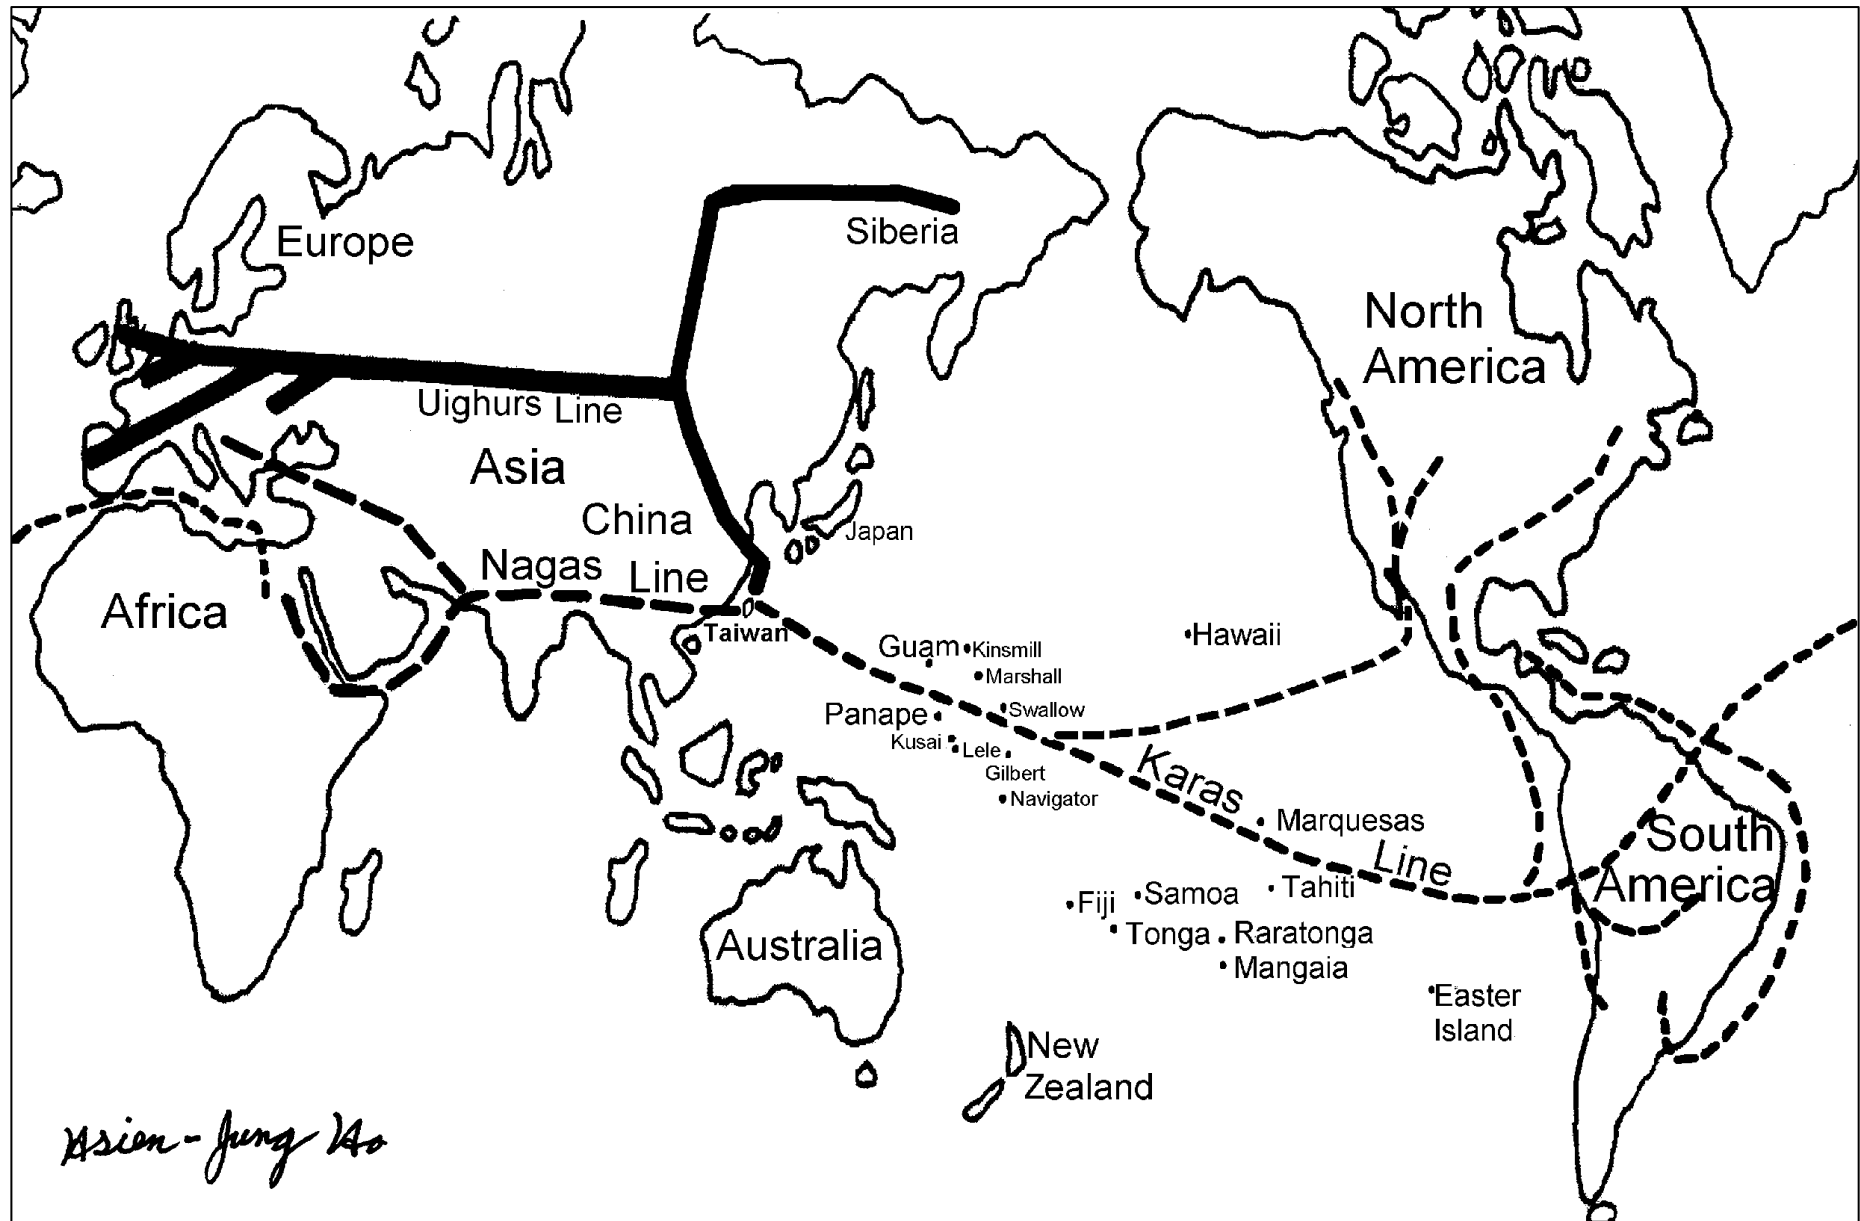 Siberia
Europe
North
America
Uighurs Line
Asia
China
Japan
Nagas Line
Africa
Taiwan
Hawaii
Guam
Kinsmill
Marshall
Swallow
Panape
Kusai
Lele
Gilbert
Navigator
Karas
Line
Marquesas
South
America
Tahiti
Samoa
Fiji
Tonga
Raratonga
Mangaia
Australia
Easter
Island
New
Zealand
Hsien-Jung Ho